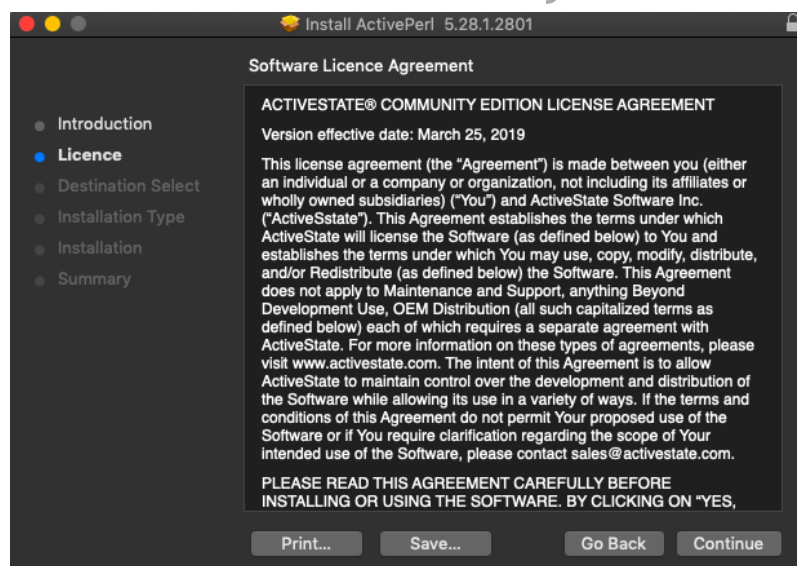 Install ActivePerl 5.28.1.2801
Software Licence Agreement
Introduction
Licence
Destination Select
Installation Type
Installation
Summary
ACTIVESTATE® COMMUNITY EDITION LICENSE AGREEMENT
Version effective date: March 25, 2019
This license agreement (the “Agreement”) is made between you (either
an individual or a company or organization, not including its affiliates or
wholly owned subsidiaries) (“You”) and ActiveState Software Inc.
(“ActiveSstate”). This Agreement establishes the terms under which
ActiveState will license the Software (as defined below) to You and
establishes the terms under which You may use, copy, modify, distribute,
and/or Redistribute (as defined below) the Software. This Agreement
does not apply to Maintenance and Support, anything Beyond
Development Use, OEM Distribution (all such capitalized terms as
defined below) each of which requires a separate agreement with
ActiveState. For more information on these types of agreements, please
visit www.activestate.com. The intent of this Agreement is to allow
ActiveState to maintain control over the development and distribution of
the Software while allowing its use in a variety of ways. If the terms and
conditions of this Agreement do not permit Your proposed use of the
Software or if You require clarification regarding the scope of Your
intended use of the Software, please contact sales@activestate.com.
PLEASE READ THIS AGREEMENT CAREFULLY BEFORE
INSTALLING OR USING THE SOFTWARE. BY CLICKING ON “YES,
Print...
Save...
Go Back
Continue